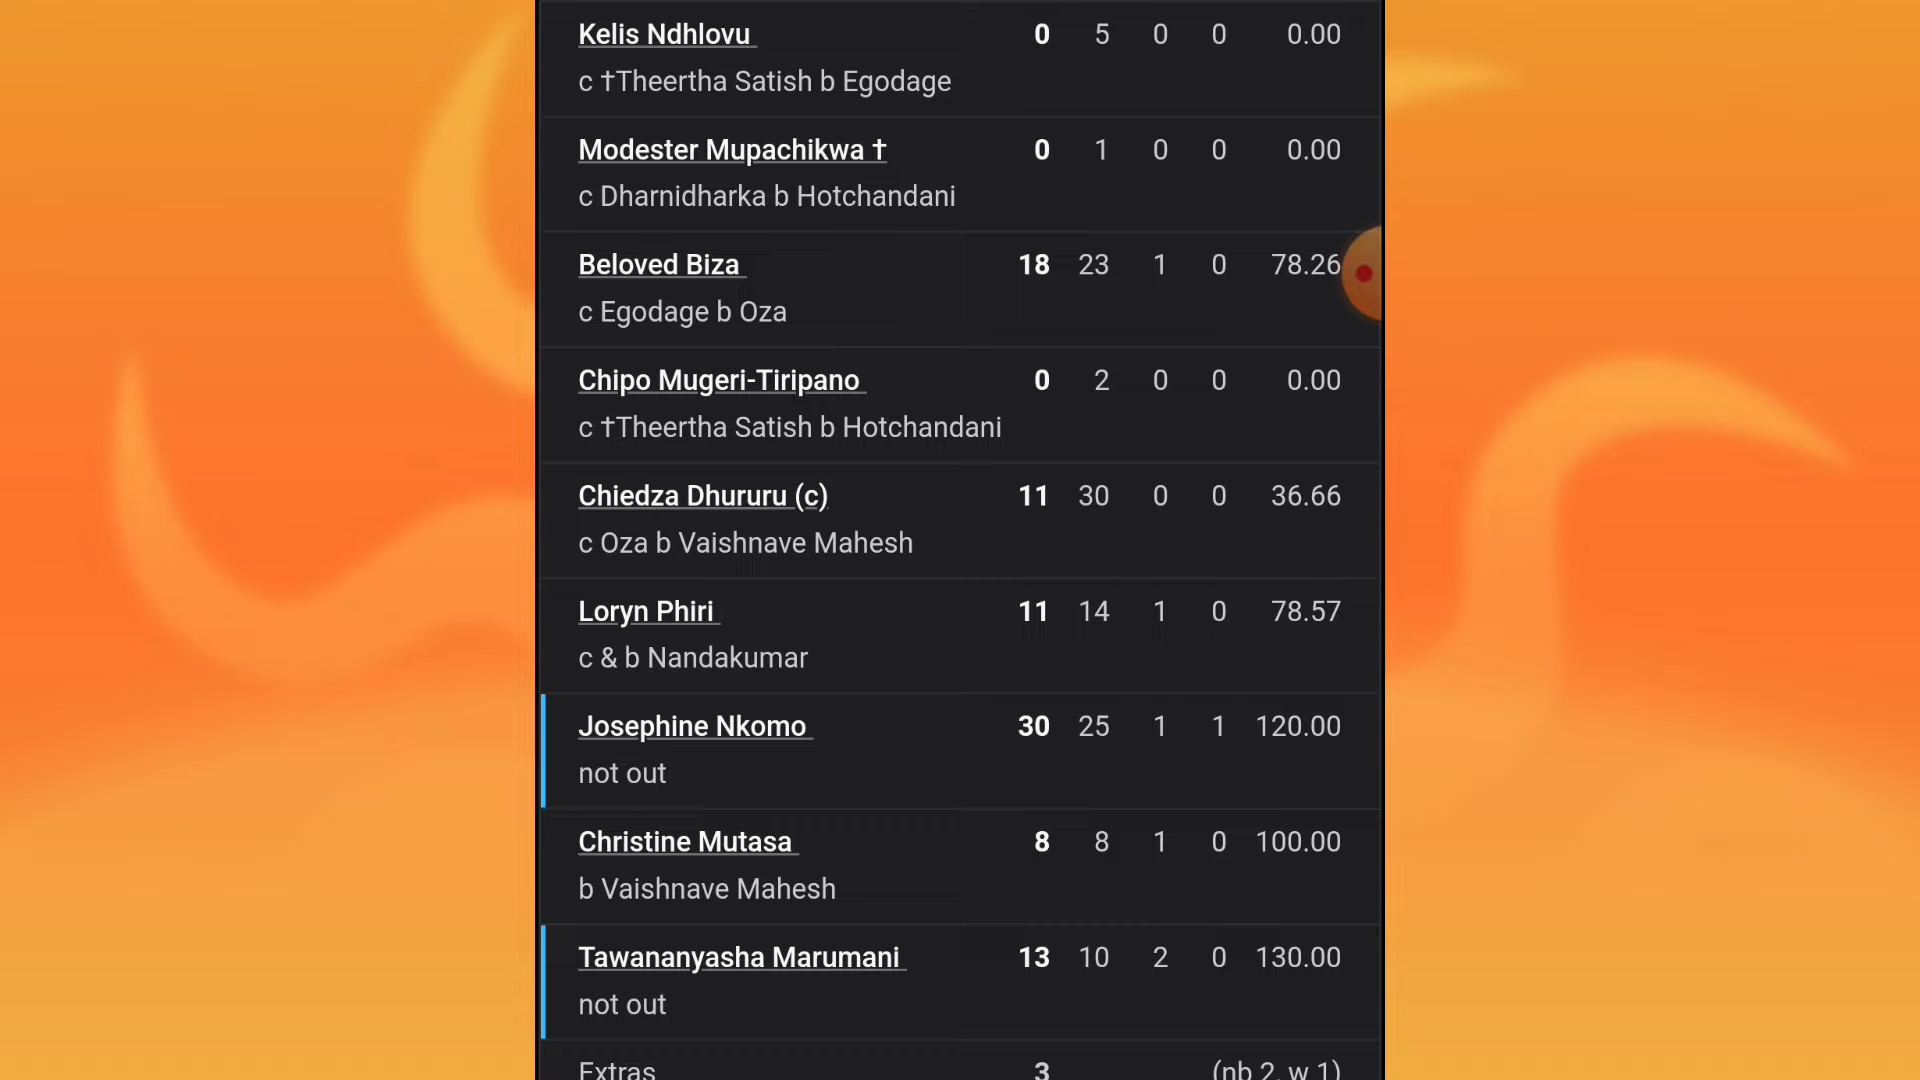 Kelis Ndhlovu 0 5 0 0 0.00
c †Theertha Satish b Egodage
Modester Mupachikwa † 0 1 0 0 0.00
c Dharnidharka b Hotchandani
Beloved Biza 18 23 1 0 78.26
c Egodage b Oza
Chipo Mugeri-Tiripano 0 2 0 0 0.00
c †Theertha Satish b Hotchandani
Chiedza Dhururu (c) 11 30 0 0 36.66
c Oza b Vaishnave Mahesh
Loryn Phiri 11 14 1 0 78.57
c & b Nandakumar
Josephine Nkomo 30 25 1 1 120.00
not out
Christine Mutasa 8 8 1 0 100.00
b Vaishnave Mahesh
Tawananyasha Marumani 13 10 2 0 130.00
not out
Extras 3 (nb 2, w 1)